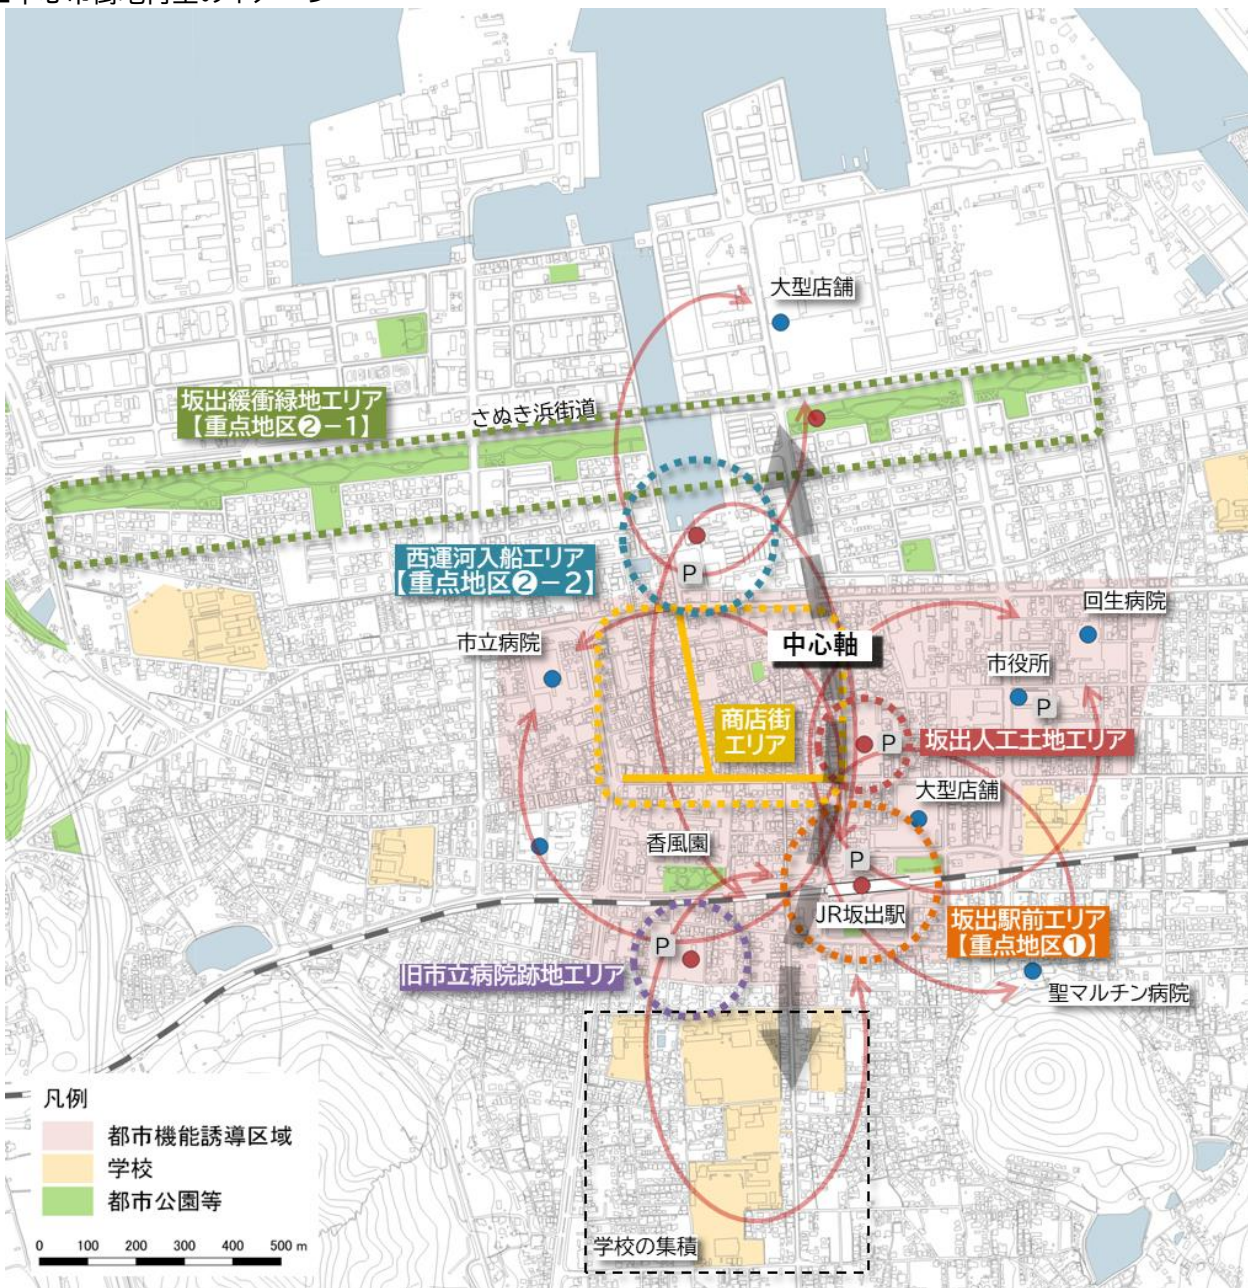 大型店舗
坂出緩衝緑地エリア
【重点地区❷−1】
さぬき浜街道
西運河入船エリア
【重点地区❷−2】
P
回生病院
市立病院
中心軸
市役所
P
商店街
エリア
坂出人工土地エリア
P
大型店舗
香風園
P
JR坂出駅
坂出駅前エリア
【重点地区❶】
P
旧市立病院跡地エリア
聖マルチン病院
学校の集積
凡例
都市機能誘導区域
学校
都市公園等
0 100 200 300 400 500 m